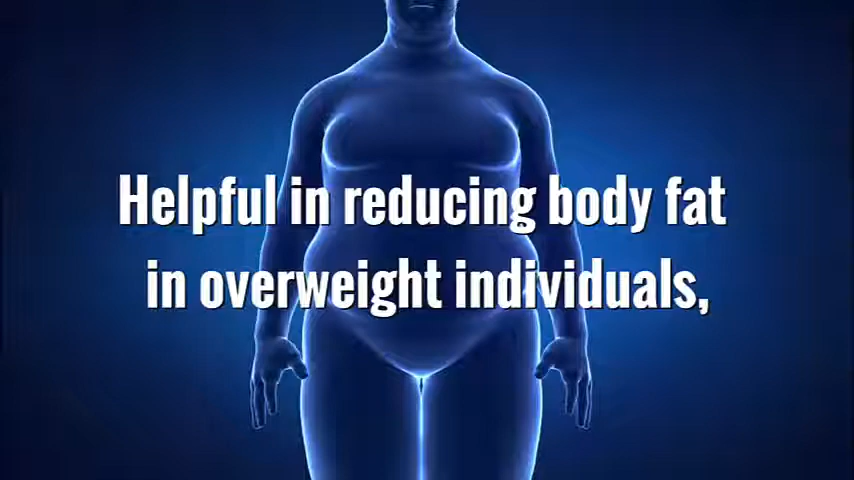 Helpful in reducing body fat
in overweight individuals,